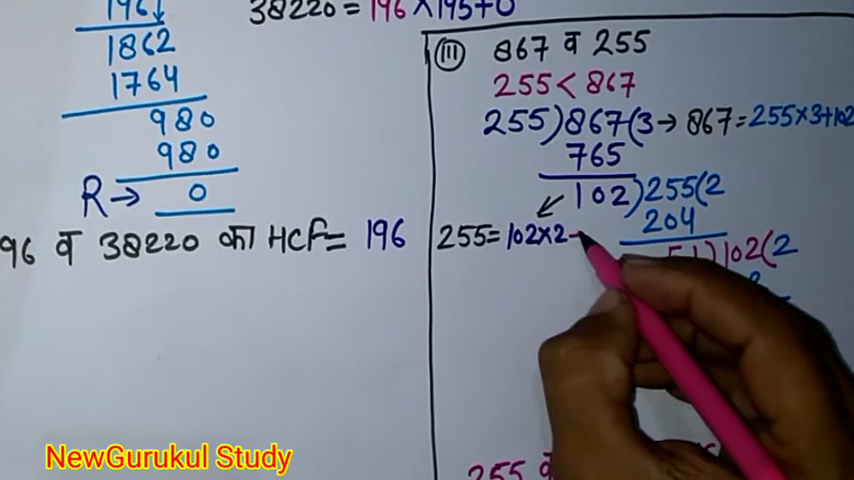 196↓
38220 = 196 × 195 + 0
1862
1764
980
980
R → 0
96 व 38220 का HCF = 196
(III) 867 व 255
255 < 867
255)867(3 → 867 = 255×3+102
765
102)255(2
204
255 = 102×2
51)102(2
255
NewGurukul Study